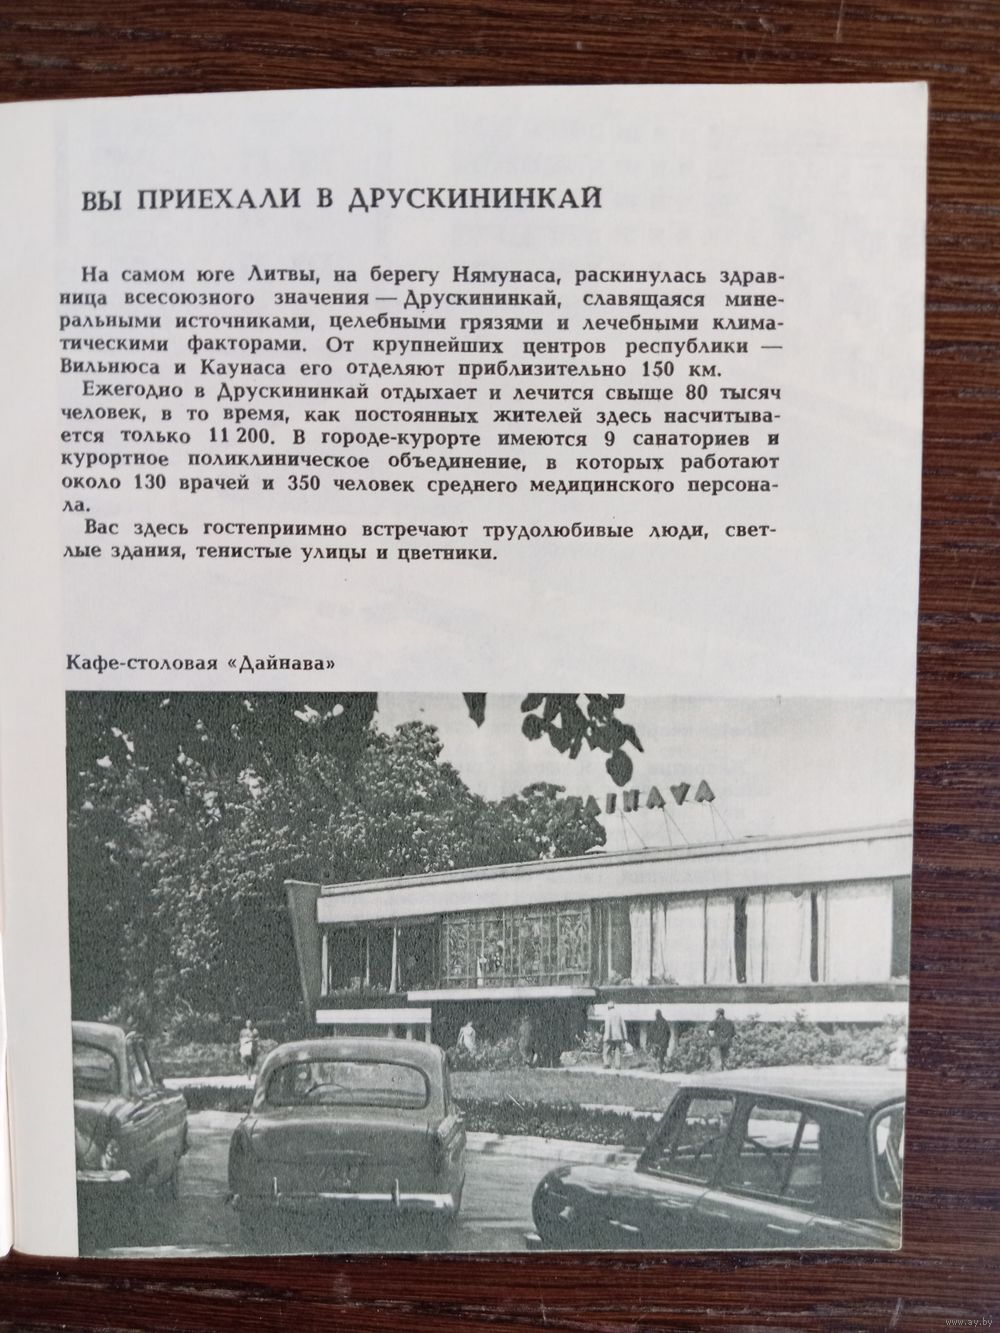 ВЫ ПРИЕХАЛИ В ДРУСКИНИНКАЙ
На самом юге Литвы, на берегу Нямунаса, раскинулась здрав-
ница всесоюзного значения — Друскининкай, славящаяся мине-
ральными источниками, целебными грязями и лечебными клима-
тическими факторами. От крупнейших центров республики —
Вильнюса и Каунаса его отделяют приблизительно 150 км.
Ежегодно в Друскининкай отдыхает и лечится свыше 80 тысяч
человек, в то время, как постоянных жителей здесь насчитыва-
ется только 11 200. В городе-курорте имеются 9 санаториев и
курортное поликлиническое объединение, в которых работают
около 130 врачей и 350 человек среднего медицинского персона-
ла.
Вас здесь гостеприимно встречают трудолюбивые люди, свет-
лые здания, тенистые улицы и цветники.
Кафе-столовая «Дайнава»
DAINAVA
www.ay.by